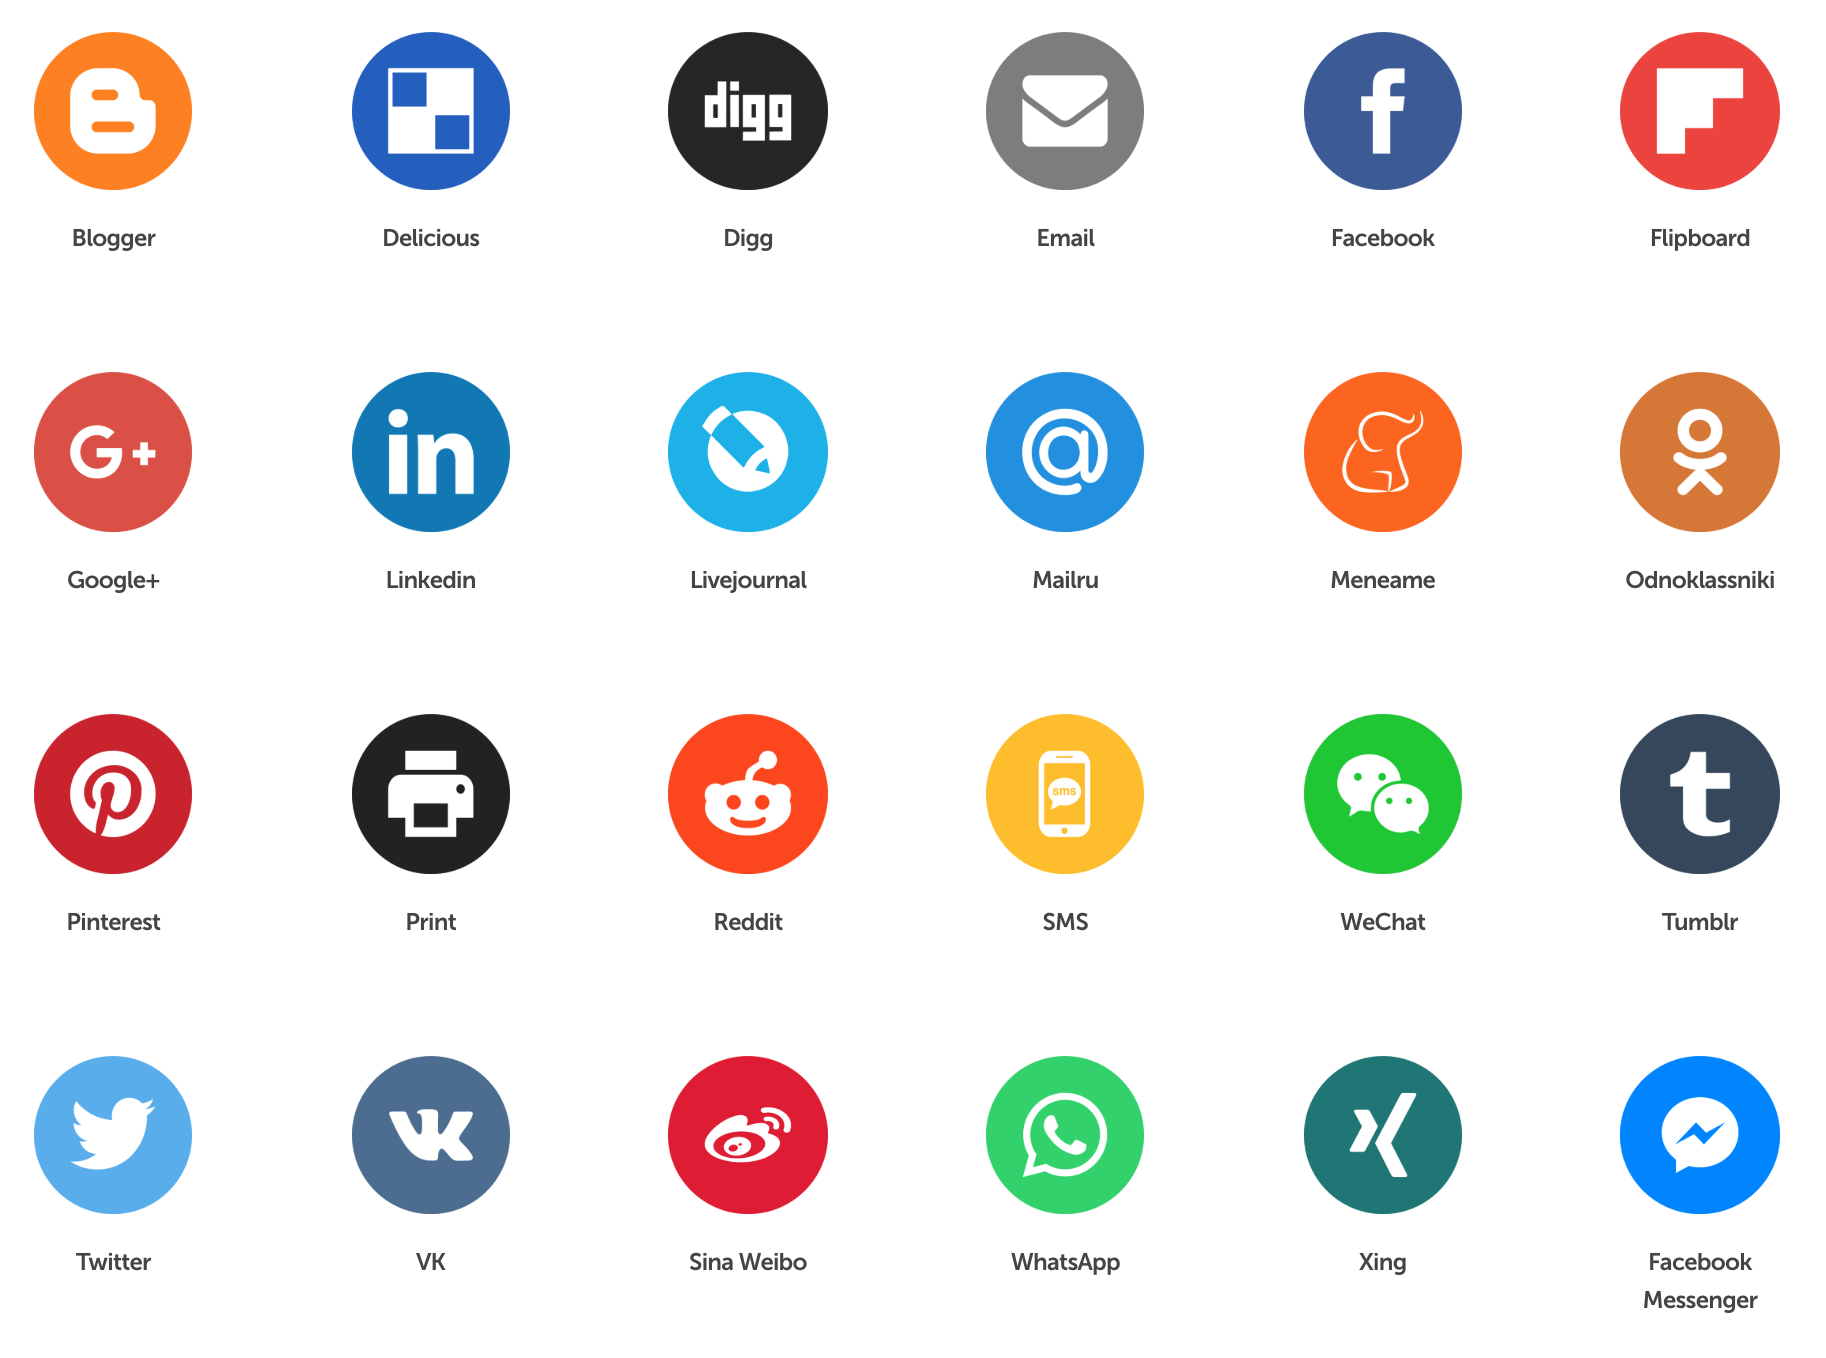 digg
Blogger
Delicious
Digg
Email
Facebook
Flipboard
G+
in
Google+
Linkedin
Livejournal
Mailru
Meneame
Odnoklassniki
sms
Pinterest
Print
Reddit
SMS
WeChat
Tumblr
Twitter
VK
Sina Weibo
WhatsApp
Xing
Facebook
Messenger